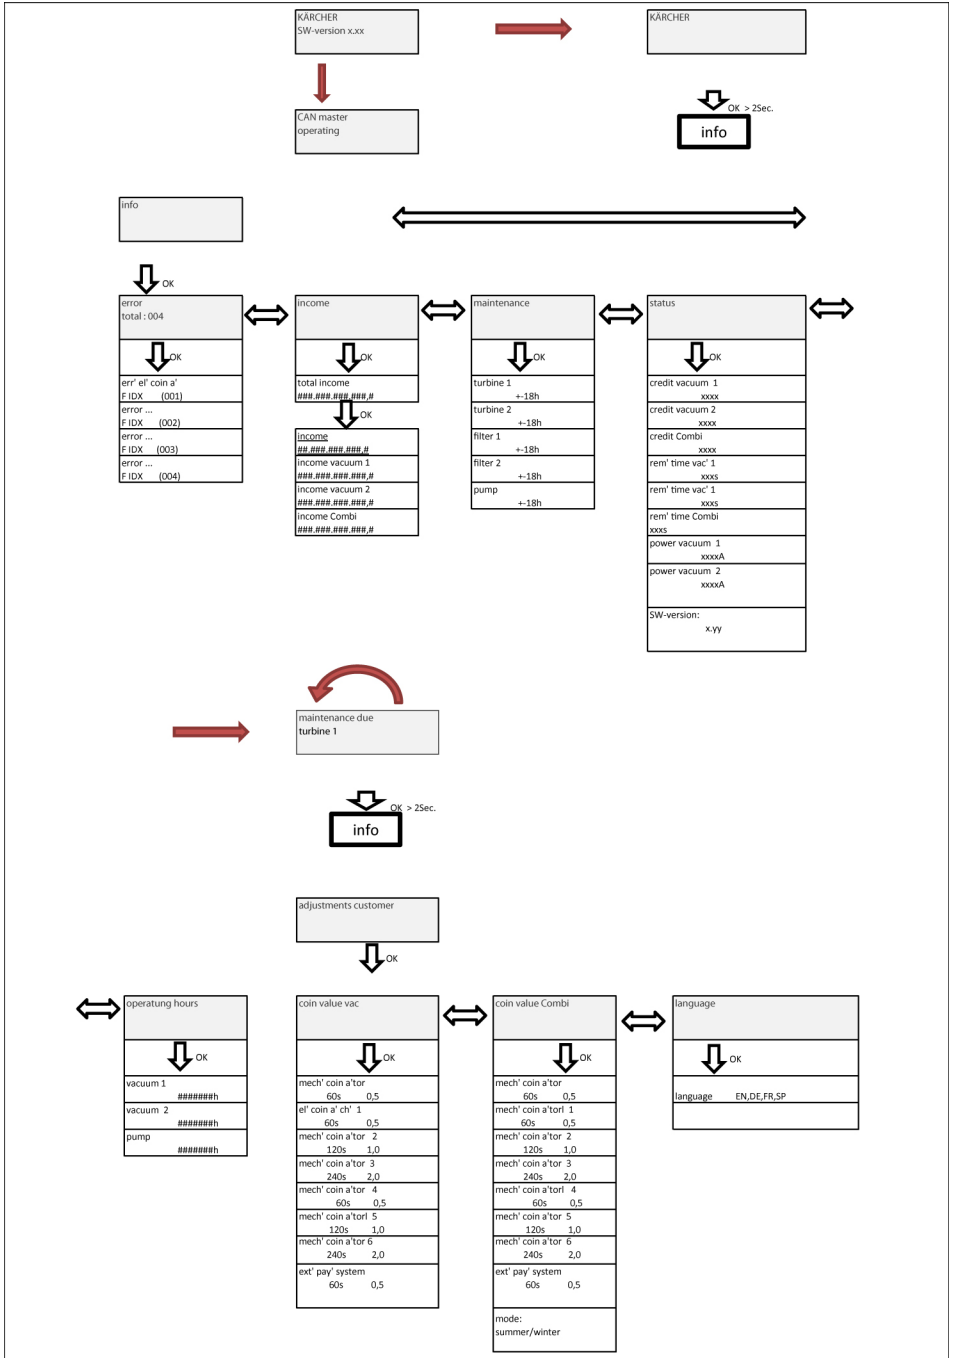 KÄRCHER
SW-version x.xx
KÄRCHER
CAN master
operating
OK > 2Sec.
info
info
OK
error
total : 004
OK
err' el' coin a'
F IDX (001)
error ...
F IDX (002)
error ...
F IDX (003)
error ...
F IDX (004)
income
OK
total income
###.###.###.###,#
OK
income
##.###.###.###,#
income vacuum 1
###.###.###.###,#
income vacuum 2
###.###.###.###,#
income Combi
###.###.###.###,#
maintenance
OK
turbine 1
+-18h
turbine 2
+-18h
filter 1
+-18h
filter 2
+-18h
pump
+-18h
status
OK
credit vacuum 1
xxxx
credit vacuum 2
xxxx
credit Combi
xxxx
rem' time vac' 1
xxxs
rem' time vac' 1
xxxs
rem' time Combi
xxxs
power vacuum 1
xxxxA
power vacuum 2
xxxxA
SW-version:
x.yy
maintenance due
turbine 1
OK > 2Sec.
info
adjustments customer
OK
operatung hours
OK
vacuum 1
#######h
vacuum 2
#######h
pump
#######h
coin value vac
OK
mech' coin a'tor
60s 0,5
el' coin a' ch' 1
60s 0,5
mech' coin a'tor 2
120s 1,0
mech' coin a'tor 3
240s 2,0
mech' coin a'tor 4
60s 0,5
mech' coin a'torl 5
120s 1,0
mech' coin a'tor 6
240s 2,0
ext' pay' system
60s 0,5
coin value Combi
OK
mech' coin a'tor
60s 0,5
mech' coin a'torl 1
60s 0,5
mech' coin a'tor 2
120s 1,0
mech' coin a'tor 3
240s 2,0
mech' coin a'torl 4
60s 0,5
mech' coin a'tor 5
120s 1,0
mech' coin a'tor 6
240s 2,0
ext' pay' system
60s 0,5
mode:
summer/winter
language
OK
language EN,DE,FR,SP